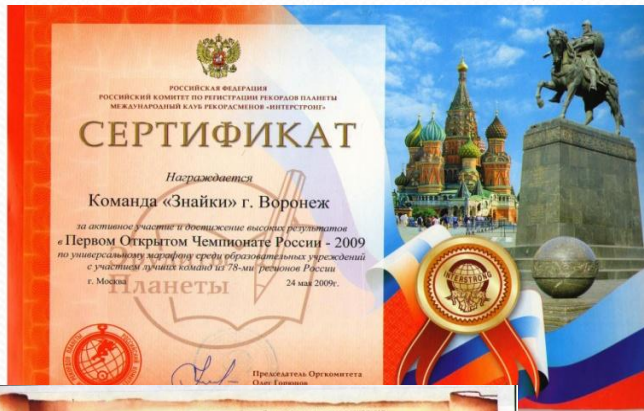 РОССИЙСКАЯ ФЕДЕРАЦИЯ
РОССИЙСКИЙ КОМИТЕТ ПО РЕГИСТРАЦИИ РЕКОРДОВ ПЛАНЕТЫ
МЕЖДУНАРОДНЫЙ КЛУБ РЕКОРДСМЕНОВ «ИНТЕРСТРОНГ»
СЕРТИФИКАТ
Награждается
Команда «Знайки» г. Воронеж
за активное участие и достижение высоких результатов
в Первом Открытом Чемпионате России - 2009
по универсальному марафону среди образовательных учреждений
с участием лучших команд из 78-ми регионов России
г. Москва 24 мая 2009г.
Планеты
INTERSTRONG
Председатель Оргкомитета
Олег Горюнов